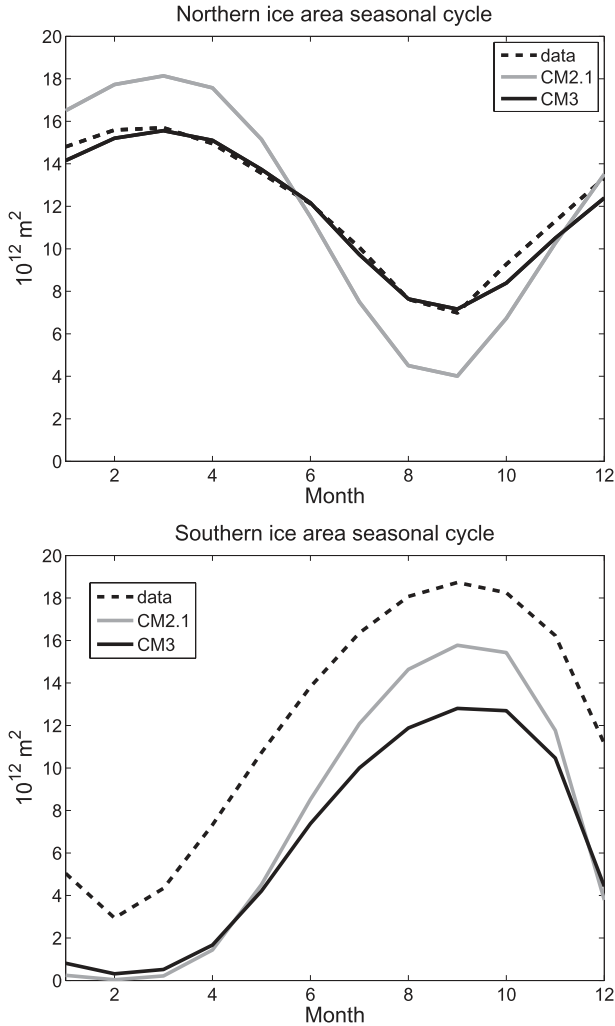 Northern ice area seasonal cycle
20
18
16
14
12
10
8
6
4
2
0
10¹² m²
data
CM2.1
CM3
2 4 6 8 10 12
Month
Southern ice area seasonal cycle
20
18
16
14
12
10
8
6
4
2
0
10¹² m²
data
CM2.1
CM3
2 4 6 8 10 12
Month